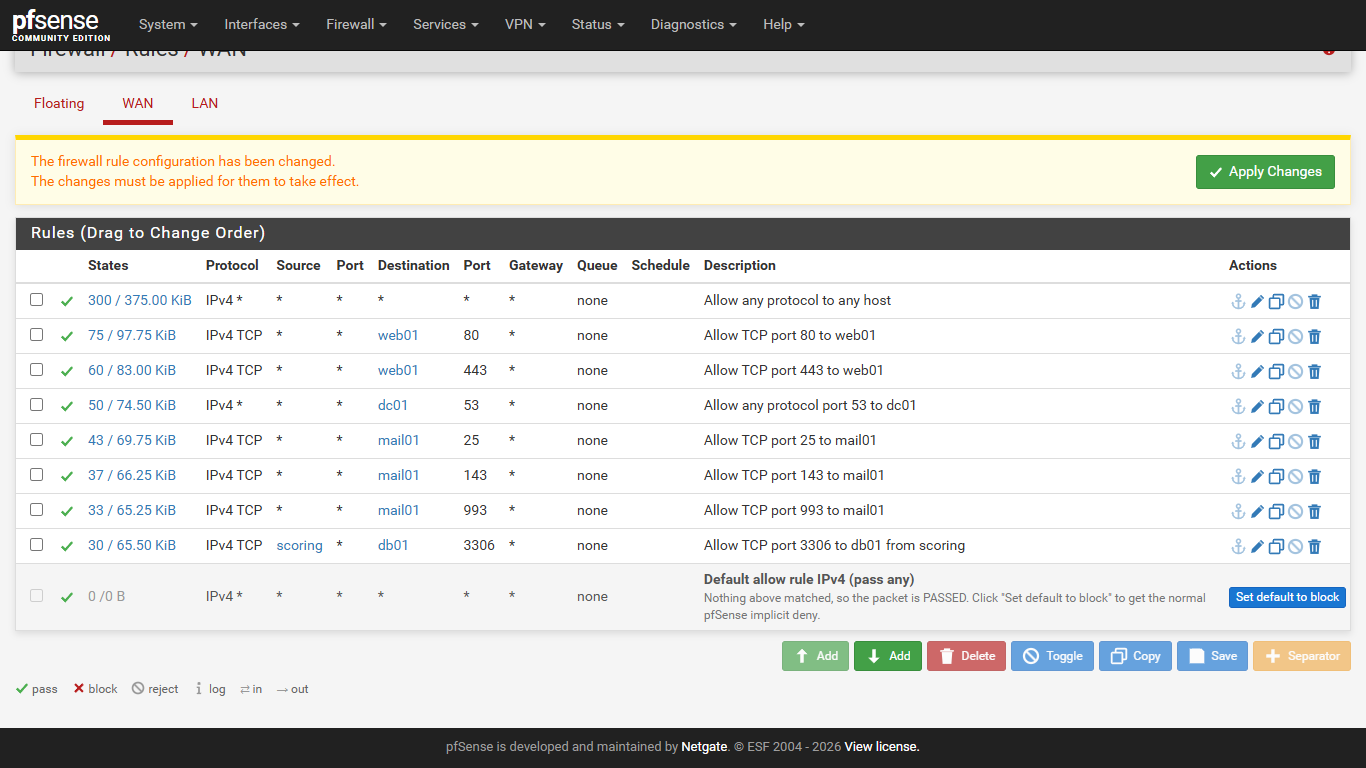 pfsense
COMMUNITY EDITION
System Interfaces Firewall Services VPN Status Diagnostics Help
Firewall / Rules / WAN
Floating WAN LAN
The firewall rule configuration has been changed.
The changes must be applied for them to take effect.
Apply Changes
Rules (Drag to Change Order)
States Protocol Source Port Destination Port Gateway Queue Schedule Description Actions
300 / 375.00 KiB IPv4 * * * * * * none Allow any protocol to any host
75 / 97.75 KiB IPv4 TCP * * web01 80 * none Allow TCP port 80 to web01
60 / 83.00 KiB IPv4 TCP * * web01 443 * none Allow TCP port 443 to web01
50 / 74.50 KiB IPv4 * * * dc01 53 * none Allow any protocol port 53 to dc01
43 / 69.75 KiB IPv4 TCP * * mail01 25 * none Allow TCP port 25 to mail01
37 / 66.25 KiB IPv4 TCP * * mail01 143 * none Allow TCP port 143 to mail01
33 / 65.25 KiB IPv4 TCP * * mail01 993 * none Allow TCP port 993 to mail01
30 / 65.50 KiB IPv4 TCP scoring * db01 3306 * none Allow TCP port 3306 to db01 from scoring
0 /0 B IPv4 * * * * * * none Default allow rule IPv4 (pass any)
Nothing above matched, so the packet is PASSED. Click "Set default to block" to get the normal
pfSense implicit deny.
Set default to block
Add Add Delete Toggle Copy Save Separator
pass block reject log in out
pfSense is developed and maintained by Netgate. © ESF 2004 - 2026 View license.